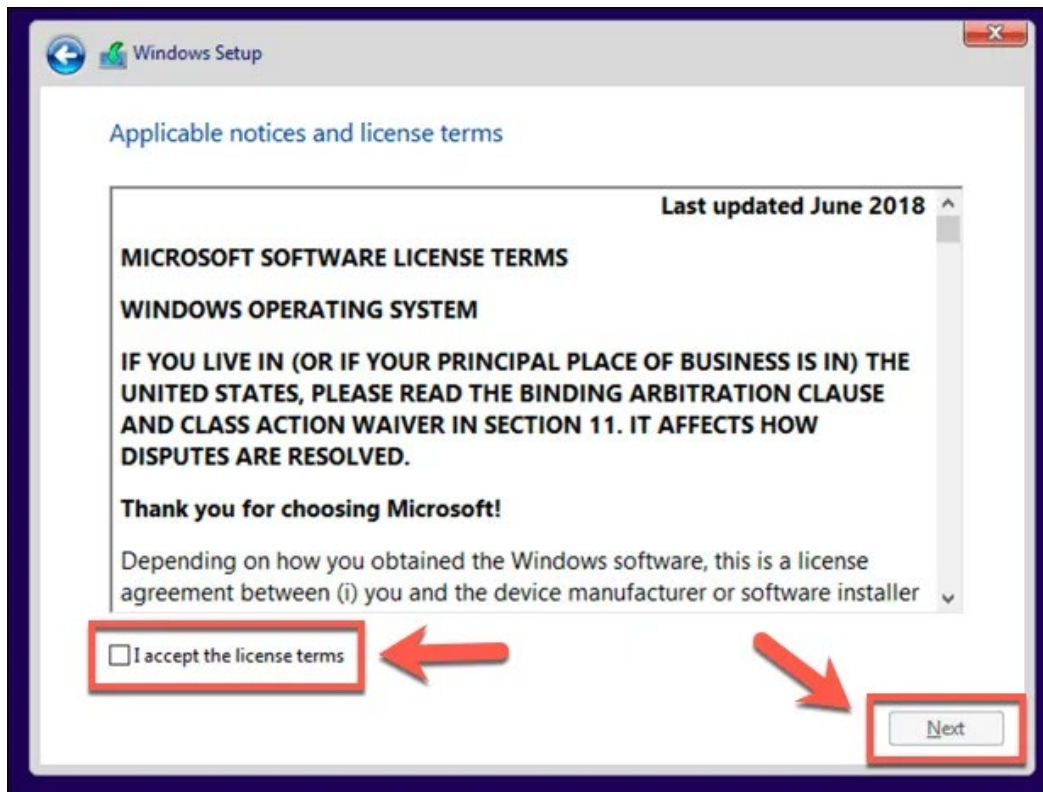 Windows Setup
Applicable notices and license terms
Last updated June 2018
MICROSOFT SOFTWARE LICENSE TERMS
WINDOWS OPERATING SYSTEM
IF YOU LIVE IN (OR IF YOUR PRINCIPAL PLACE OF BUSINESS IS IN) THE
UNITED STATES, PLEASE READ THE BINDING ARBITRATION CLAUSE
AND CLASS ACTION WAIVER IN SECTION 11. IT AFFECTS HOW
DISPUTES ARE RESOLVED.
Thank you for choosing Microsoft!
Depending on how you obtained the Windows software, this is a license
agreement between (i) you and the device manufacturer or software installer
I accept the license terms
Next